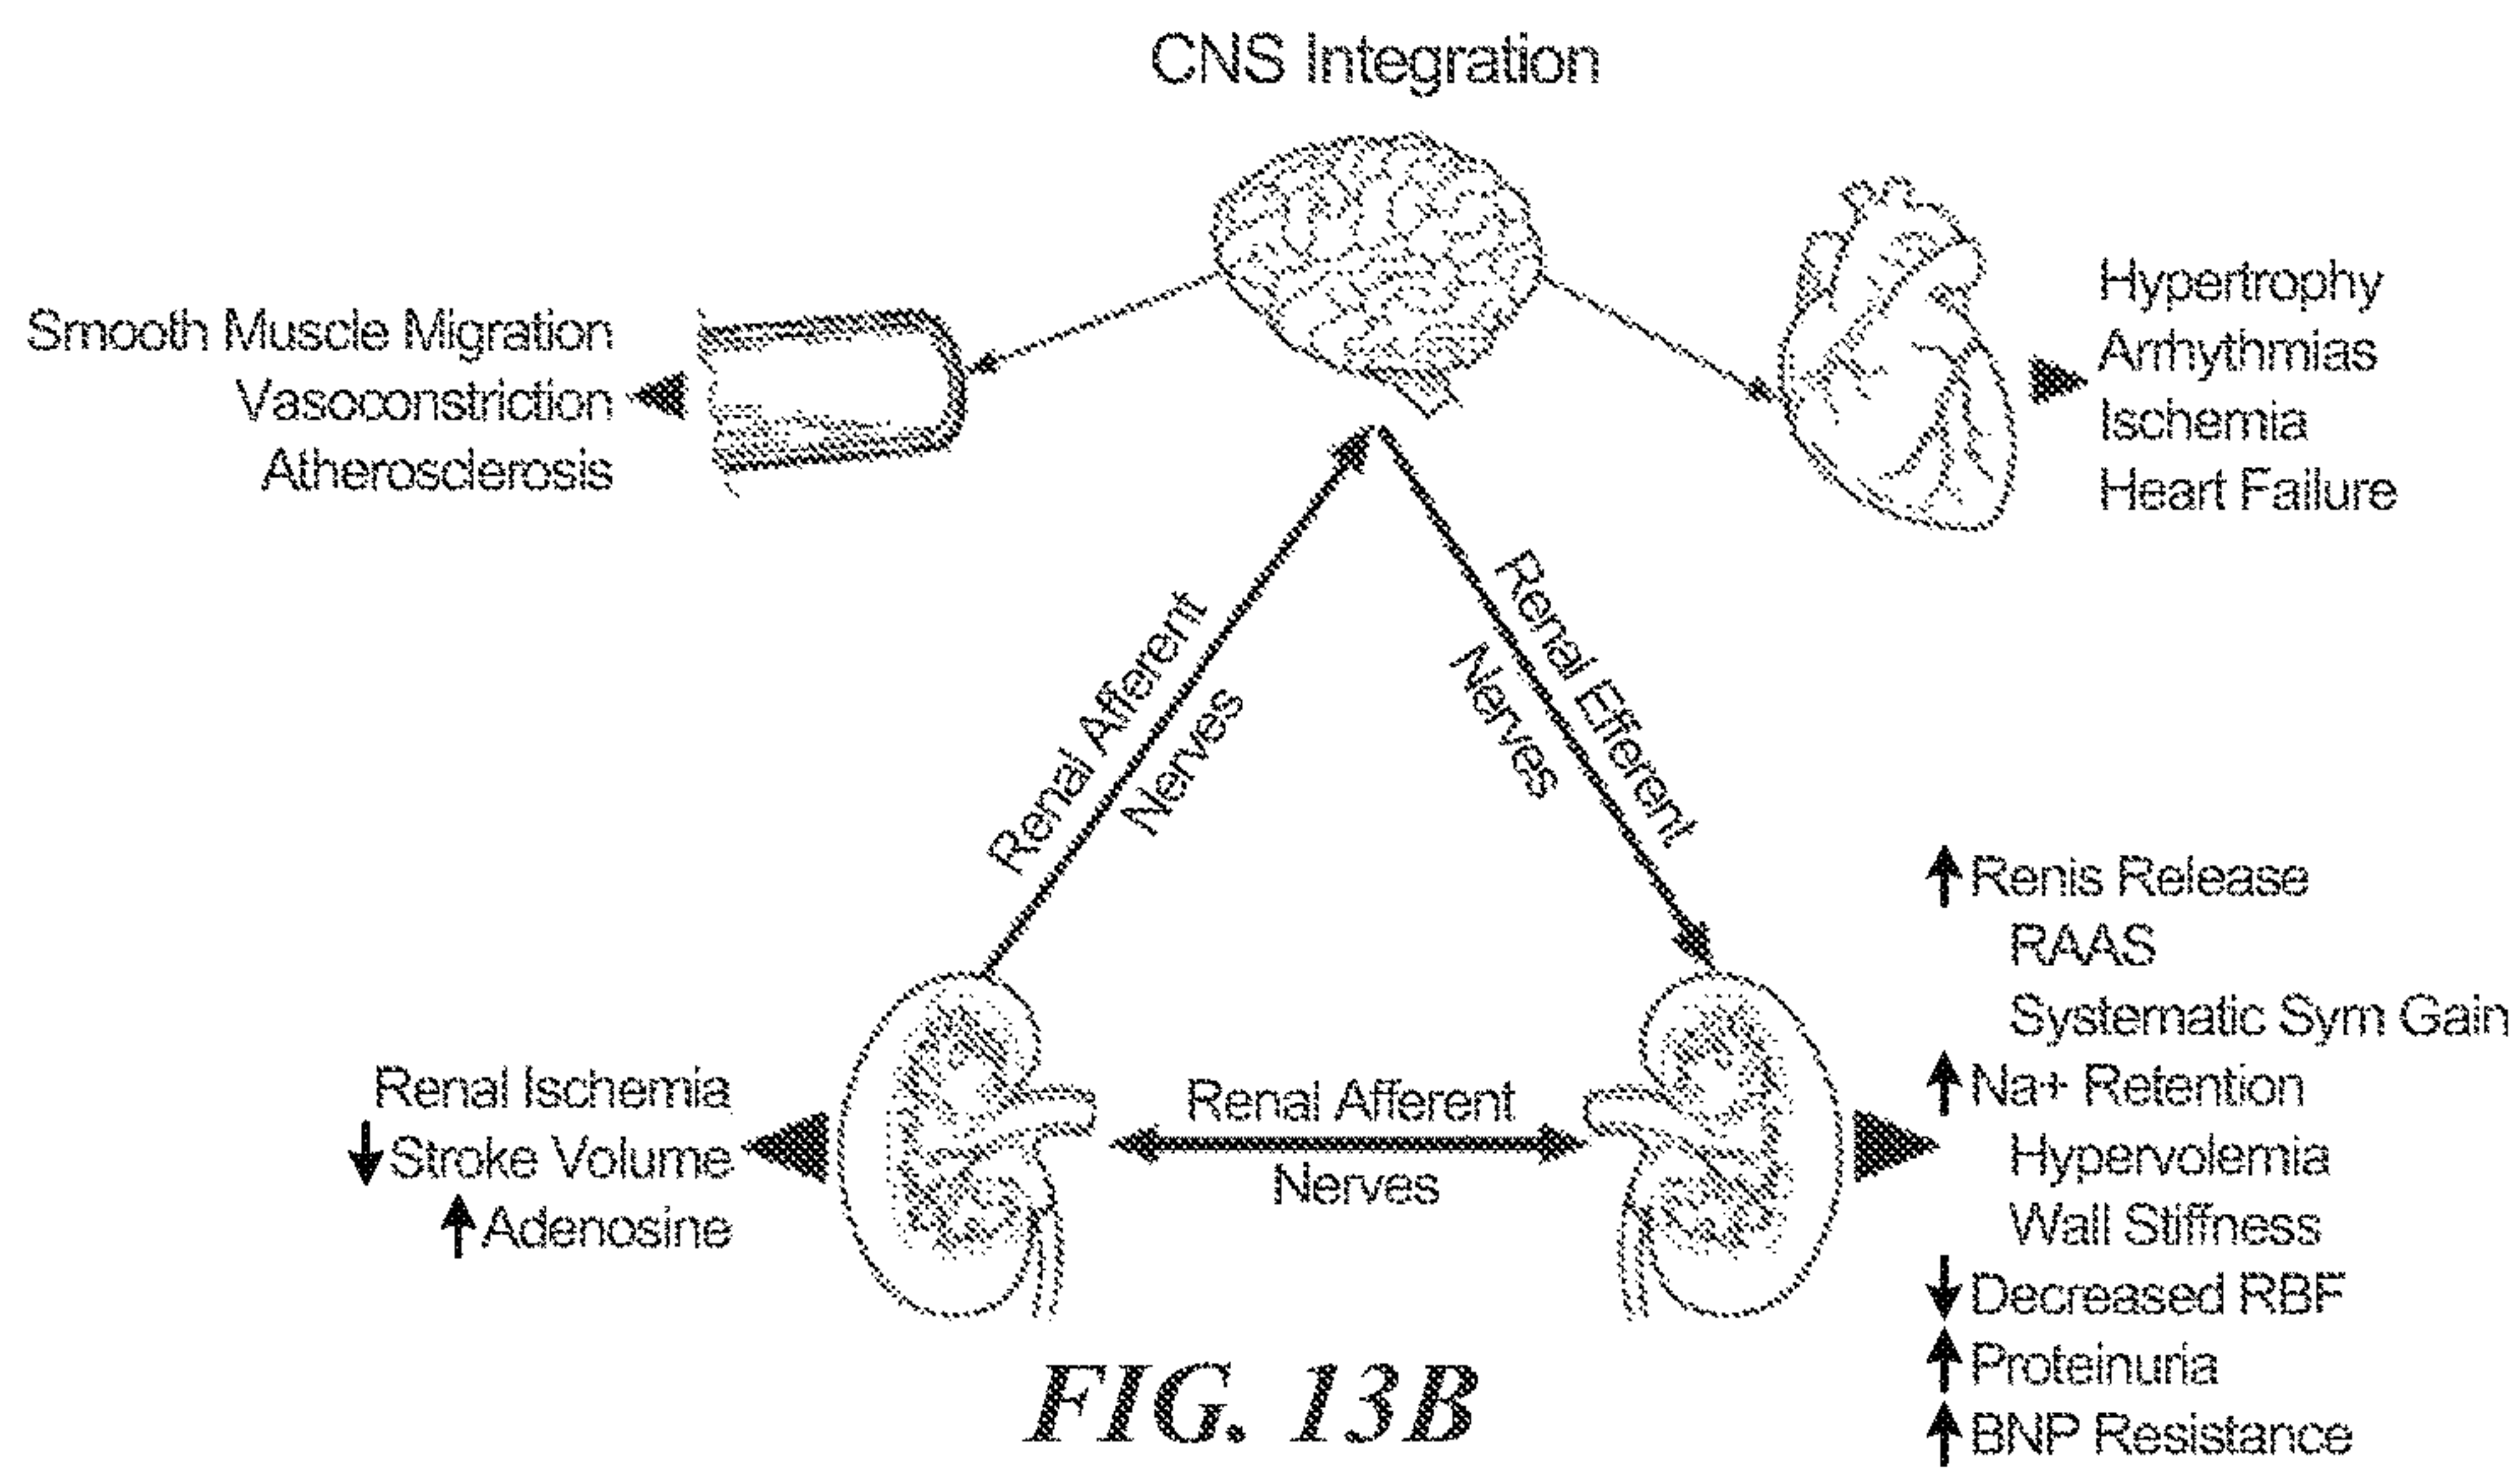 CNS Integration
Smooth Muscle Migration
Vasoconstriction
Atherosclerosis
Hypertrophy
Arrhythmias
Ischemia
Heart Failure
Renal Afferent
Nerves
Renal Efferent
Nerves
Renal Ischemia
↓Stroke Volume
↑Adenosine
Renal Afferent
Nerves
↑Renis Release
RAAS
Systematic Sym Gain
↑Na+ Retention
Hypervolemia
Wall Stiffness
↓Decreased RBF
↑Proteinuria
↑BNP Resistance
FIG. 13B